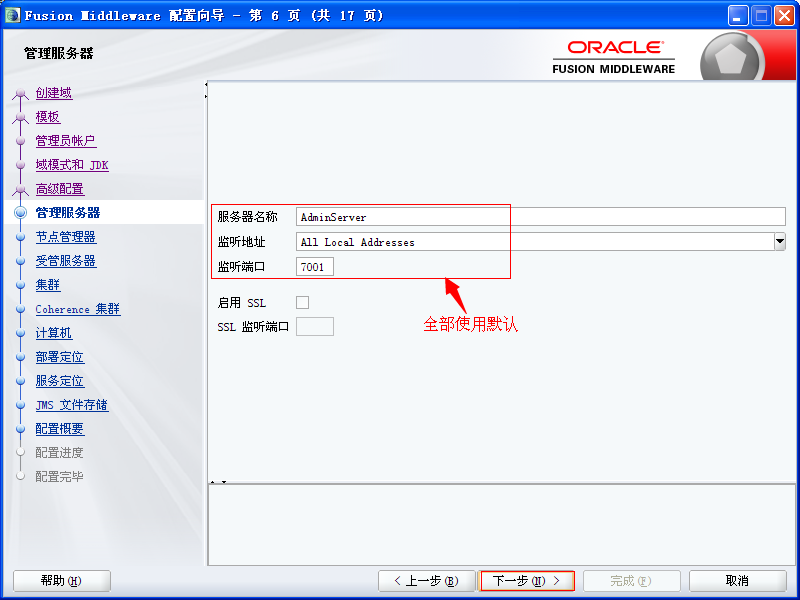 Fusion Middleware 配置向导 - 第 6 页 (共 17 页)
管理服务器
ORACLE
FUSION MIDDLEWARE
创建域
模板
管理员帐户
域模式和 JDK
高级配置
管理服务器
节点管理器
受管服务器
集群
Coherence 集群
计算机
部署定位
服务定位
JMS 文件存储
配置概要
配置进度
配置完毕
服务器名称 AdminServer
监听地址 All Local Addresses
监听端口 7001
启用 SSL
SSL 监听端口
全部使用默认
帮助(H)
< 上一步(B)
下一步(N) >
完成(F)
取消